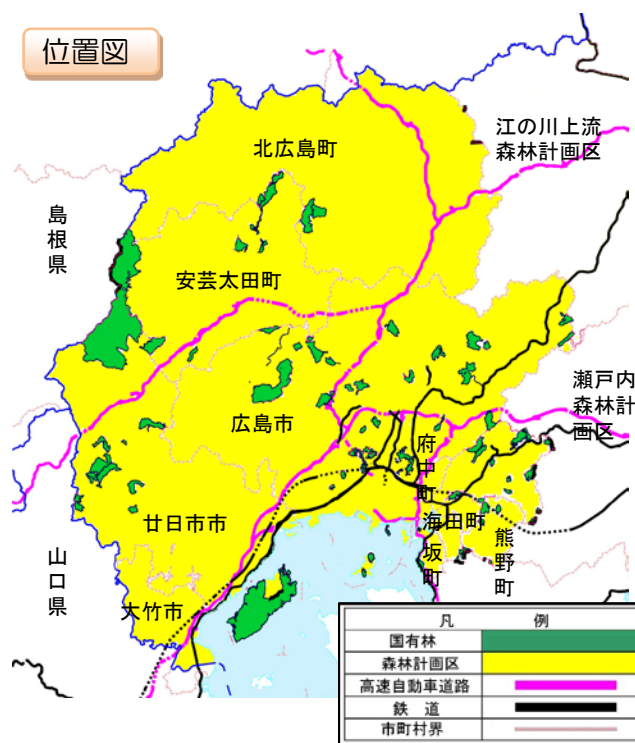 位置図
江の川上流
森林計画区
北広島町
島根県
安芸太田町
瀬戸内
森林計
画区
広島市
府中町
海田町
坂町
熊野町
廿日市市
山口県
大竹市
凡 例
国有林
森林計画区
高速自動車道路
鉄 道
市町村界